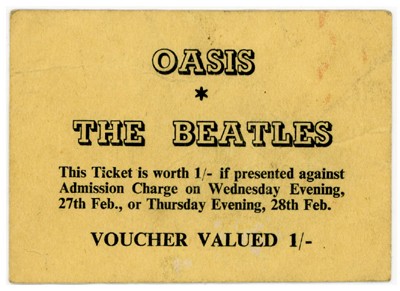 OASIS
*
THE BEATLES
This Ticket is worth 1/- if presented against
Admission Charge on Wednesday Evening,
27th Feb., or Thursday Evening, 28th Feb.
VOUCHER VALUED 1/-